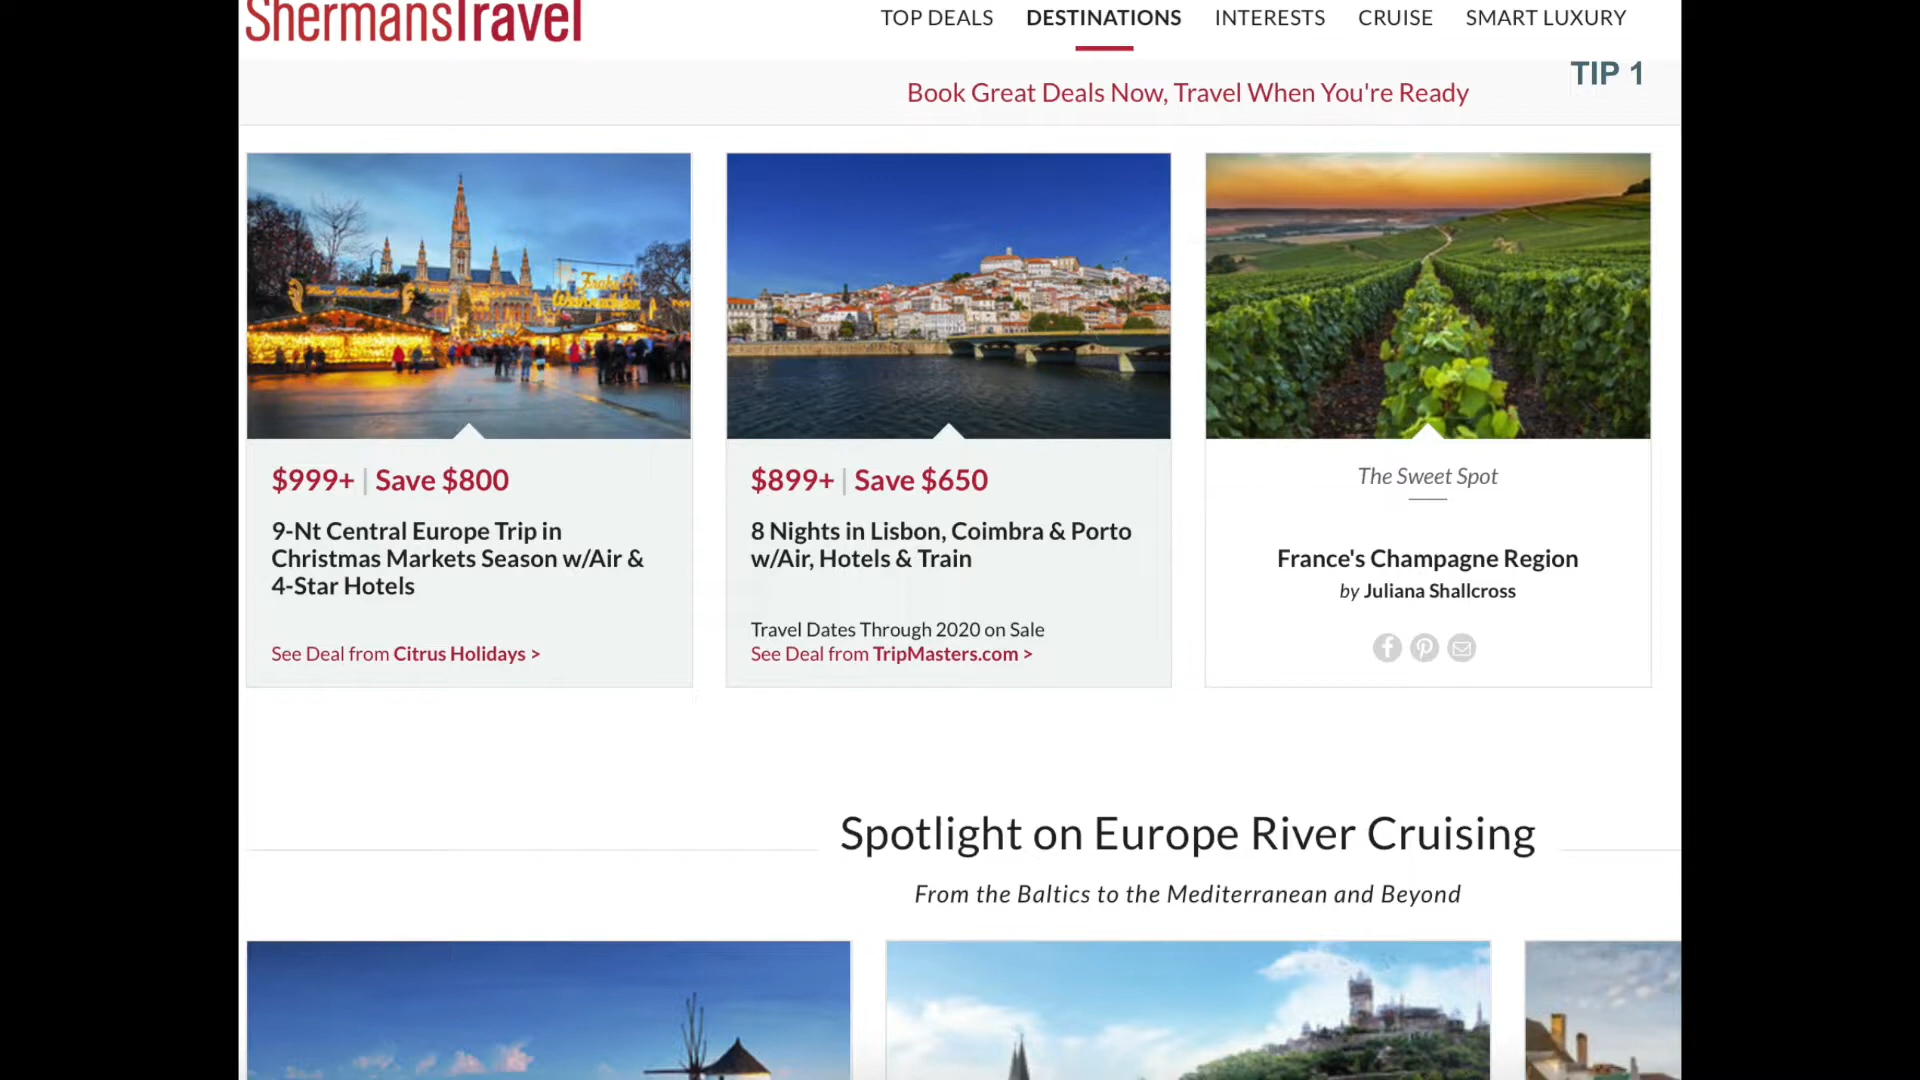 ShermansTravel
TOP DEALS DESTINATIONS INTERESTS CRUISE SMART LUXURY
TIP 1
Book Great Deals Now, Travel When You're Ready
$999+ | Save $800
9-Nt Central Europe Trip in
Christmas Markets Season w/Air &
4-Star Hotels
See Deal from Citrus Holidays >
$899+ | Save $650
8 Nights in Lisbon, Coimbra & Porto
w/Air, Hotels & Train
Travel Dates Through 2020 on Sale
See Deal from TripMasters.com >
The Sweet Spot
France's Champagne Region
by Juliana Shallcross
Spotlight on Europe River Cruising
From the Baltics to the Mediterranean and Beyond